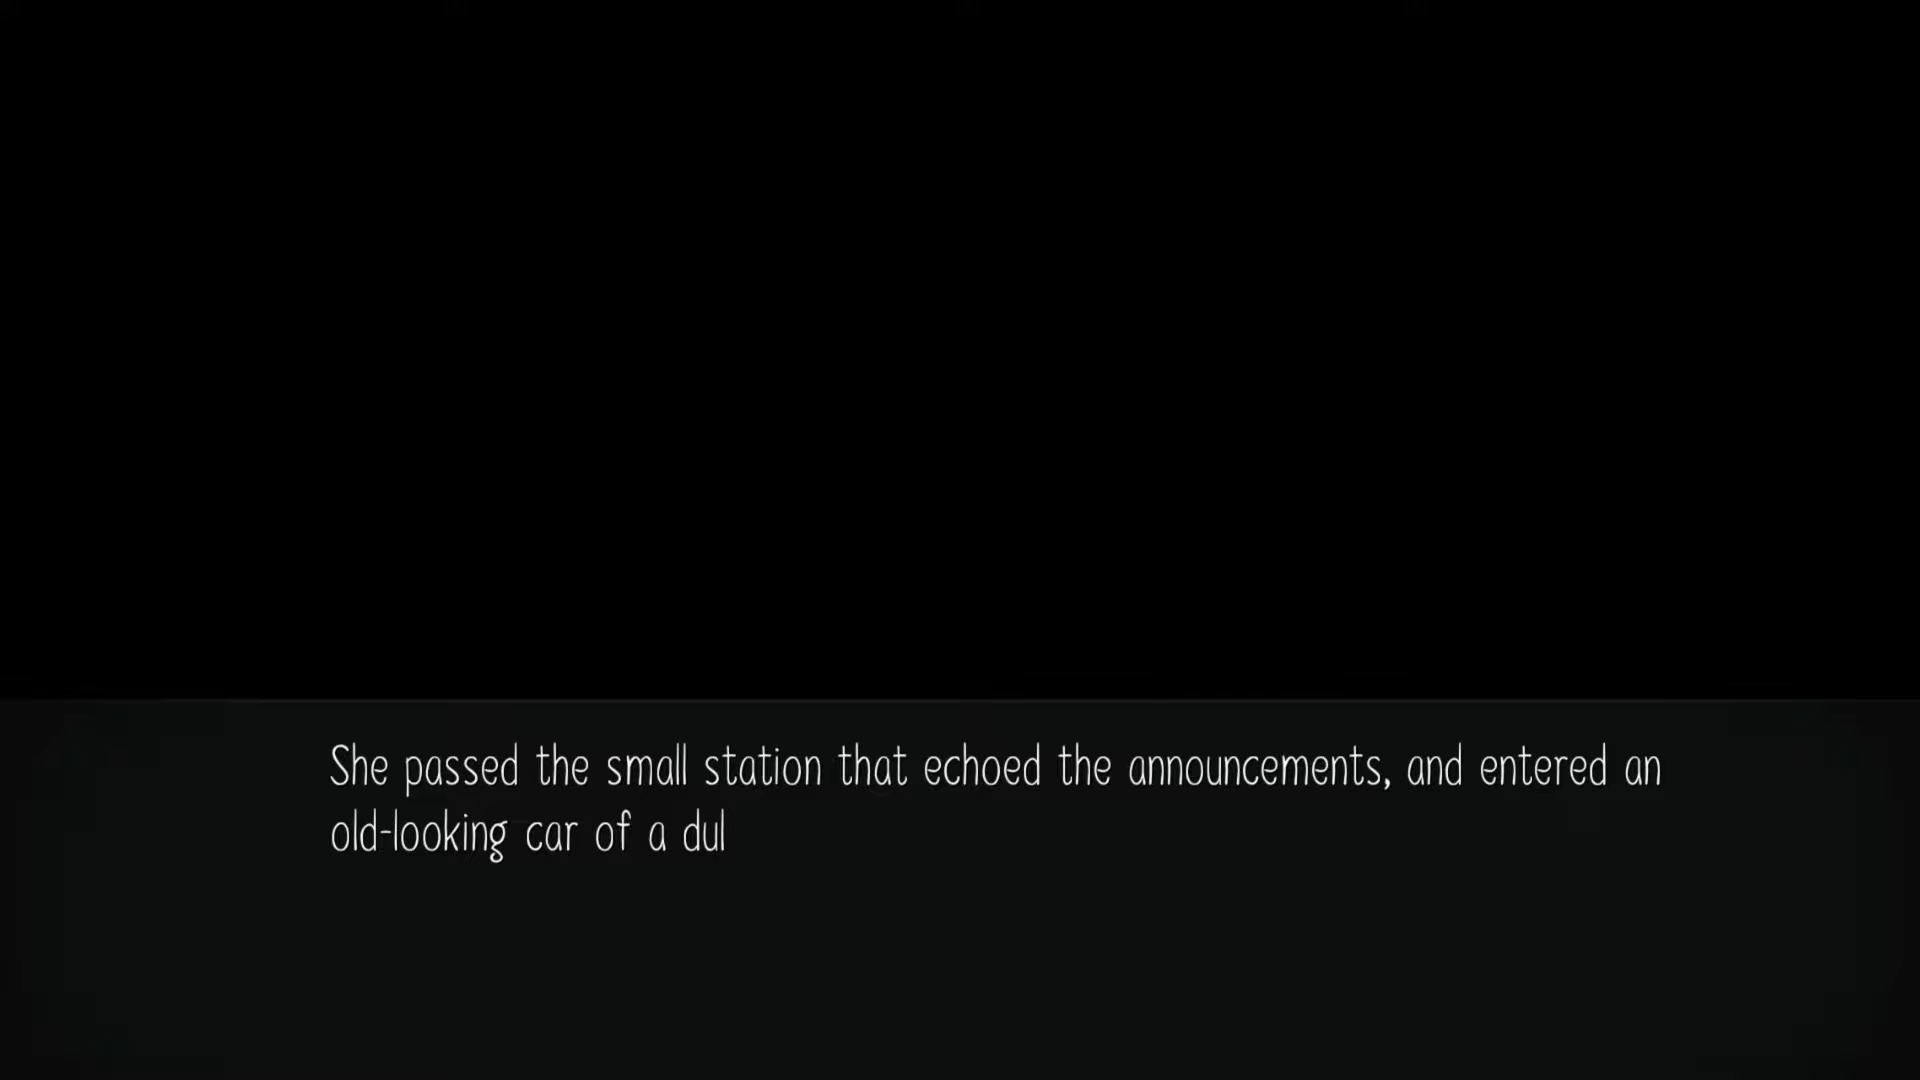 She passed the small station that echoed the announcements, and entered an
old-looking car of a dul